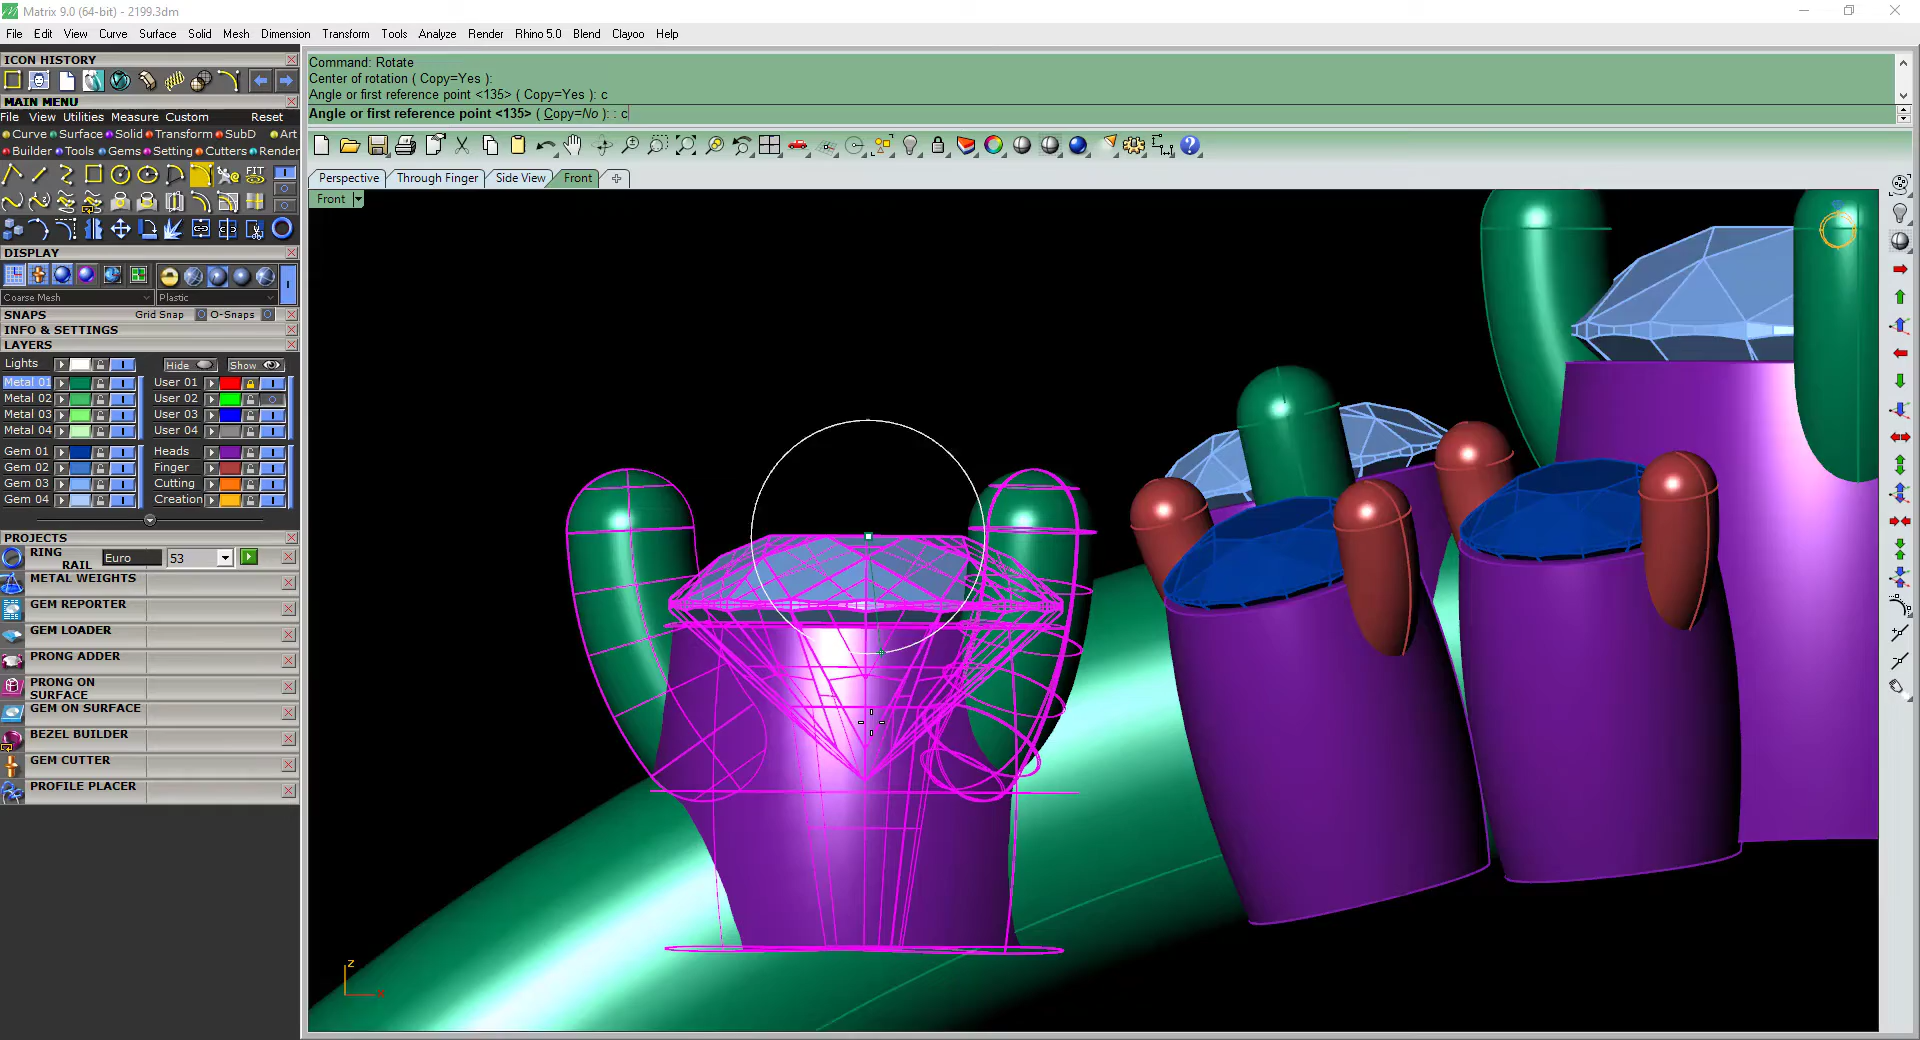 Matrix 9.0 (64-bit) - 2199.3dm
File Edit View Curve Surface Solid Mesh Dimension Transform Tools Analyze Render Rhino 5.0 Blend Clayoo Help
ICON HISTORY
MAIN MENU
File View Utilities Measure Custom Reset
Curve Surface Solid Transform SubD Art
Builder Tools Gems Setting Cutters Render
FIT
DISPLAY
Coarse Mesh Plastic
SNAPS Grid Snap O-Snaps
INFO & SETTINGS
LAYERS
Lights Hide Show
Metal 01 User 01
Metal 02 User 02
Metal 03 User 03
Metal 04 User 04
Gem 01 Heads
Gem 02 Finger
Gem 03 Cutting
Gem 04 Creation
PROJECTS
RING RAIL Euro 53
METAL WEIGHTS
GEM REPORTER
GEM LOADER
PRONG ADDER
PRONG ON
SURFACE
GEM ON SURFACE
BEZEL BUILDER
GEM CUTTER
PROFILE PLACER
Command: Rotate
Center of rotation ( Copy=Yes ):
Angle or first reference point <135> ( Copy=Yes ): c
Angle or first reference point <135> ( Copy=No ): : c
Perspective Through Finger Side View Front
Front
z
x